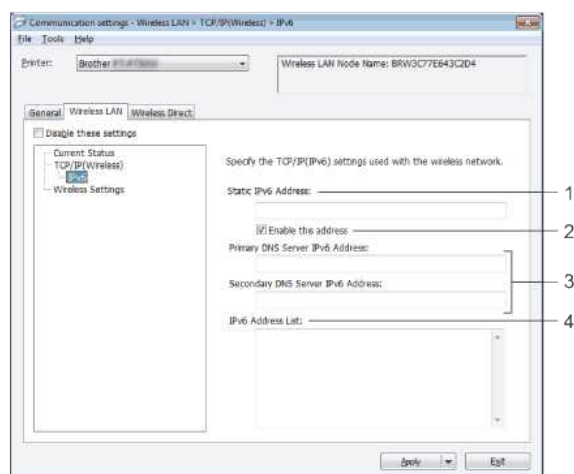 Communication settings - Wireless LAN > TCP/IP(Wireless) > IPv6
File Tools Help
Printer: Brother
Wireless LAN Node Name: BRW3C77E643C2D4
General Wireless LAN Wireless Direct
Disable these settings
Current Status
TCP/IP(Wireless)
IPv6
Wireless Settings
Specify the TCP/IP(IPv6) settings used with the wireless network.
Static IPv6 Address:
1
Enable this address
2
Primary DNS Server IPv6 Address:
3
Secondary DNS Server IPv6 Address:
IPv6 Address List:
4
Apply Exit